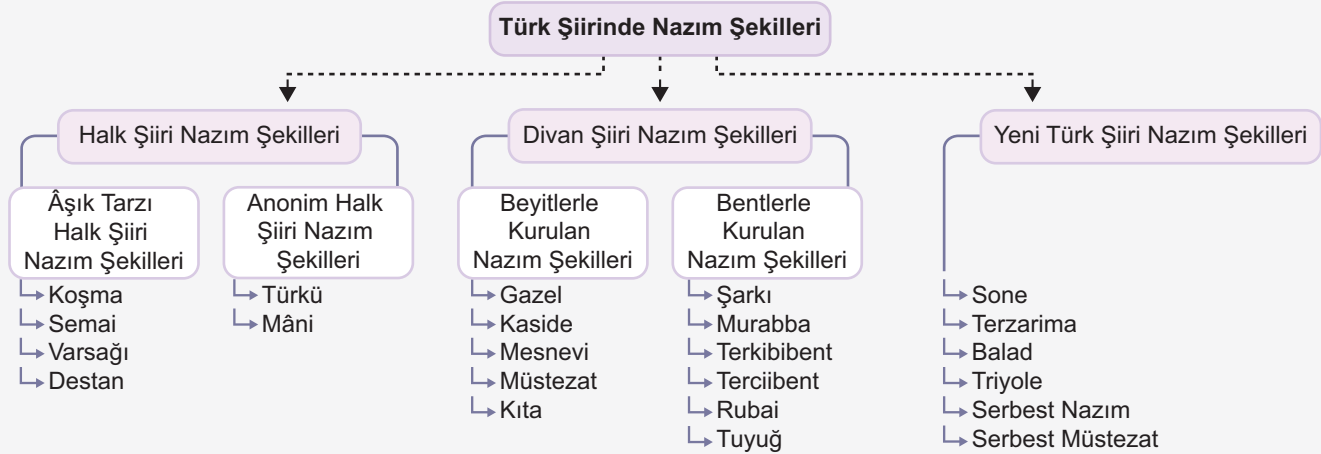 Türk Şiirinde Nazım Şekilleri
Halk Şiiri Nazım Şekilleri
Divan Şiiri Nazım Şekilleri
Yeni Türk Şiiri Nazım Şekilleri
Âşık Tarzı
Halk Şiiri
Nazım Şekilleri
Anonim Halk
Şiiri Nazım
Şekilleri
Beyitlerle
Kurulan
Nazım Şekilleri
Bentlerle
Kurulan
Nazım Şekilleri
Koşma
Semai
Varsağı
Destan
Türkü
Mâni
Gazel
Kaside
Mesnevi
Müstezat
Kıta
Şarkı
Murabba
Terkibibent
Terciibent
Rubai
Tuyuğ
Sone
Terzarima
Balad
Triyole
Serbest Nazım
Serbest Müstezat